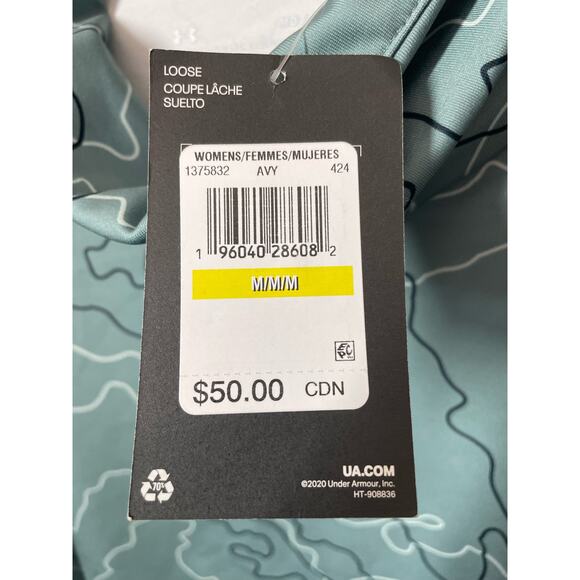 LOOSE
COUPE LÂCHE
SUELTO
WOMENS/FEMMES/MUJERES
1375832 AVY 424
1 96040 28608 2
M/M/M
$50.00 CDN
70%
UA.COM
©2020 Under Armour, Inc.
HT-908836